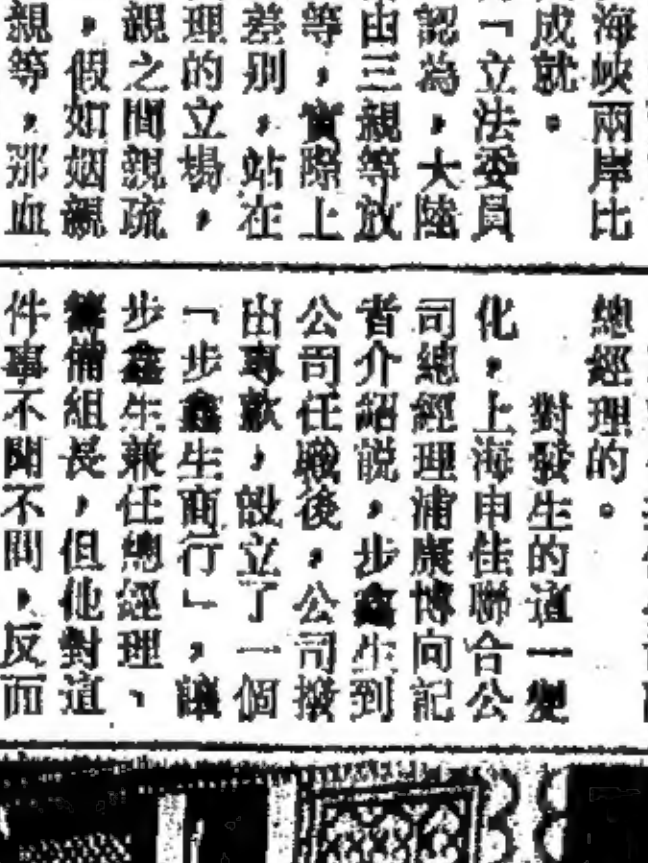 海峽兩岸比
成就。
「立法委員
認為，大陸
由三親等放
等，實際上
差別，站在
理的立場，
親之間親疏
，假如姻親
親等，那血
總經理的。
對發生的這一變
化，上海申佳聯合公
司總經理浦康博向記
者介紹說，步鑫生到
公司任職後，公司撥
出專款，設立了一個
「步鑫生商行」，讓
步鑫生兼任總經理、
籌備組長，但他對這
件事不聞不問，反而